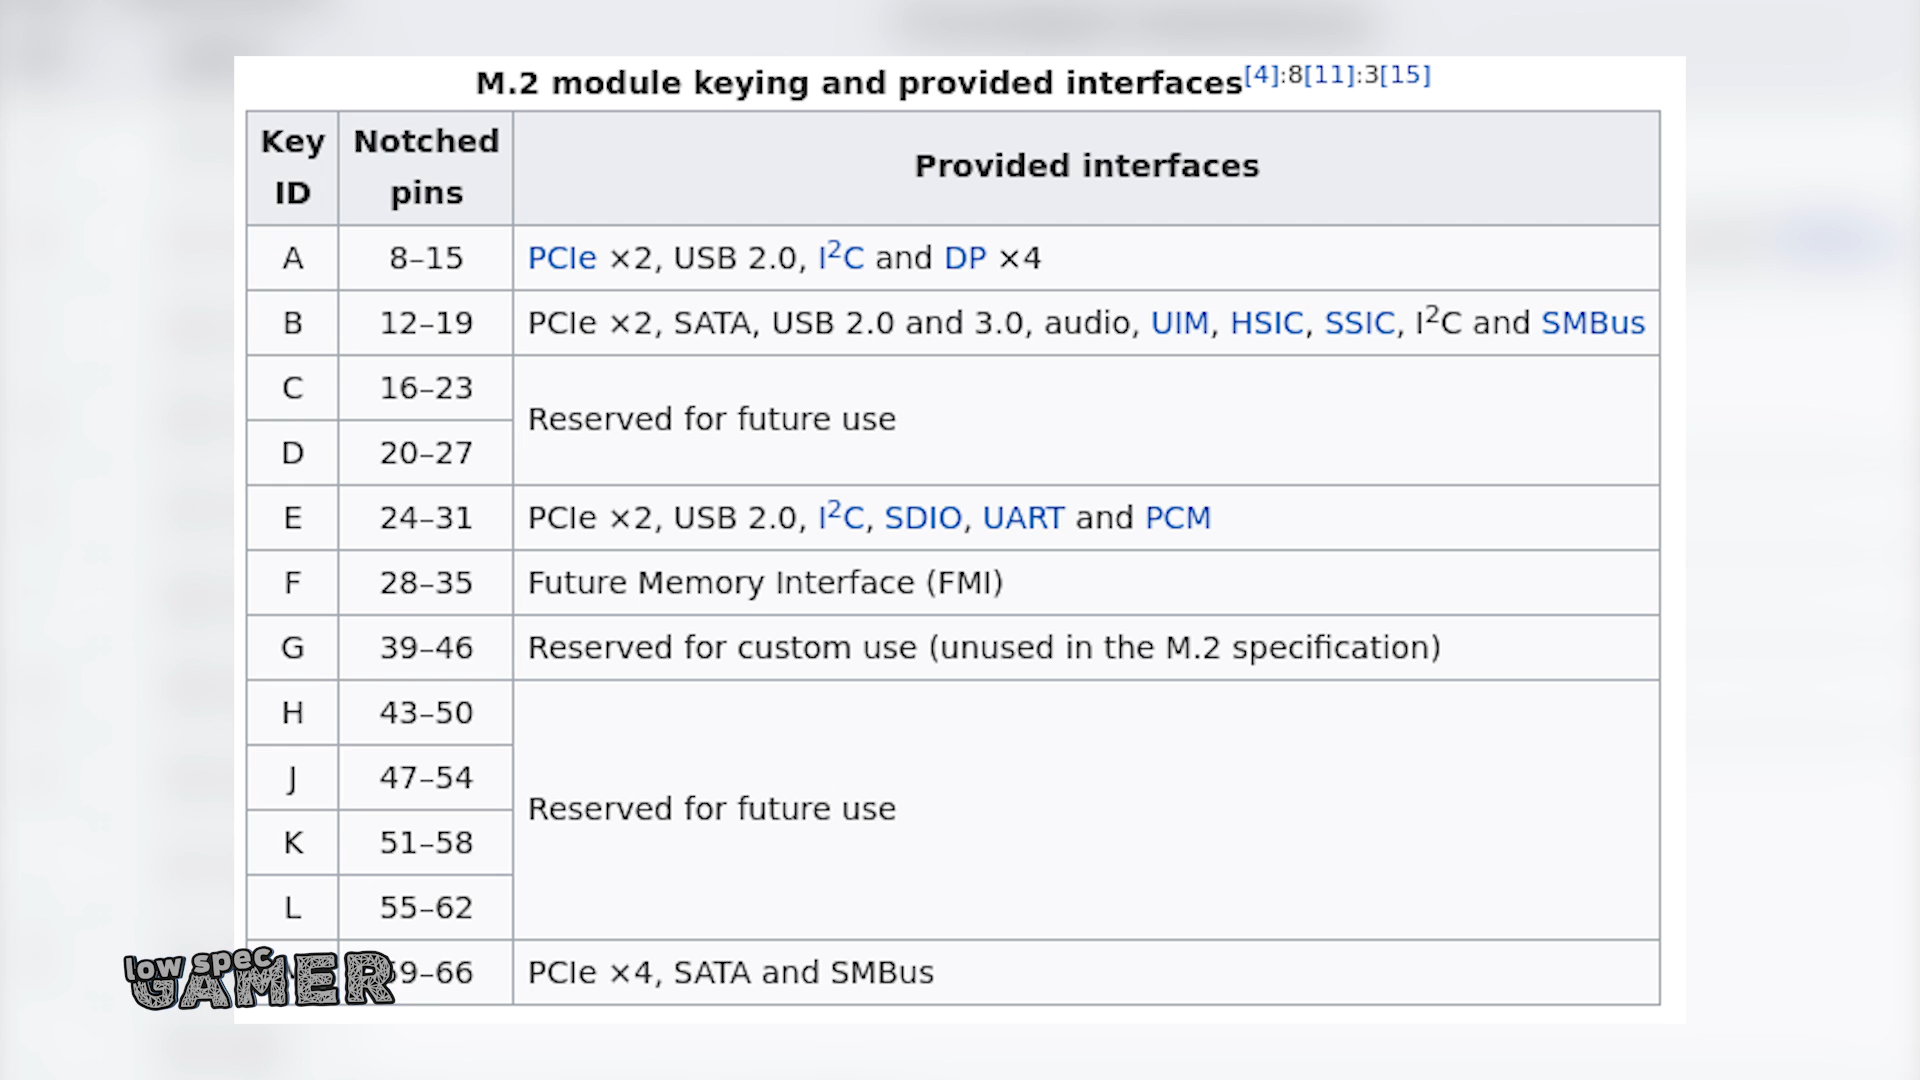 M.2 module keying and provided interfaces[4]:8[11]:3[15]
Key ID Notched pins Provided interfaces
A 8–15 PCIe ×2, USB 2.0, I²C and DP ×4
B 12–19 PCIe ×2, SATA, USB 2.0 and 3.0, audio, UIM, HSIC, SSIC, I²C and SMBus
C 16–23 Reserved for future use
D 20–27
E 24–31 PCIe ×2, USB 2.0, I²C, SDIO, UART and PCM
F 28–35 Future Memory Interface (FMI)
G 39–46 Reserved for custom use (unused in the M.2 specification)
H 43–50 Reserved for future use
J 47–54
K 51–58
L 55–62
59–66 PCIe ×4, SATA and SMBus
low spec
GAMER